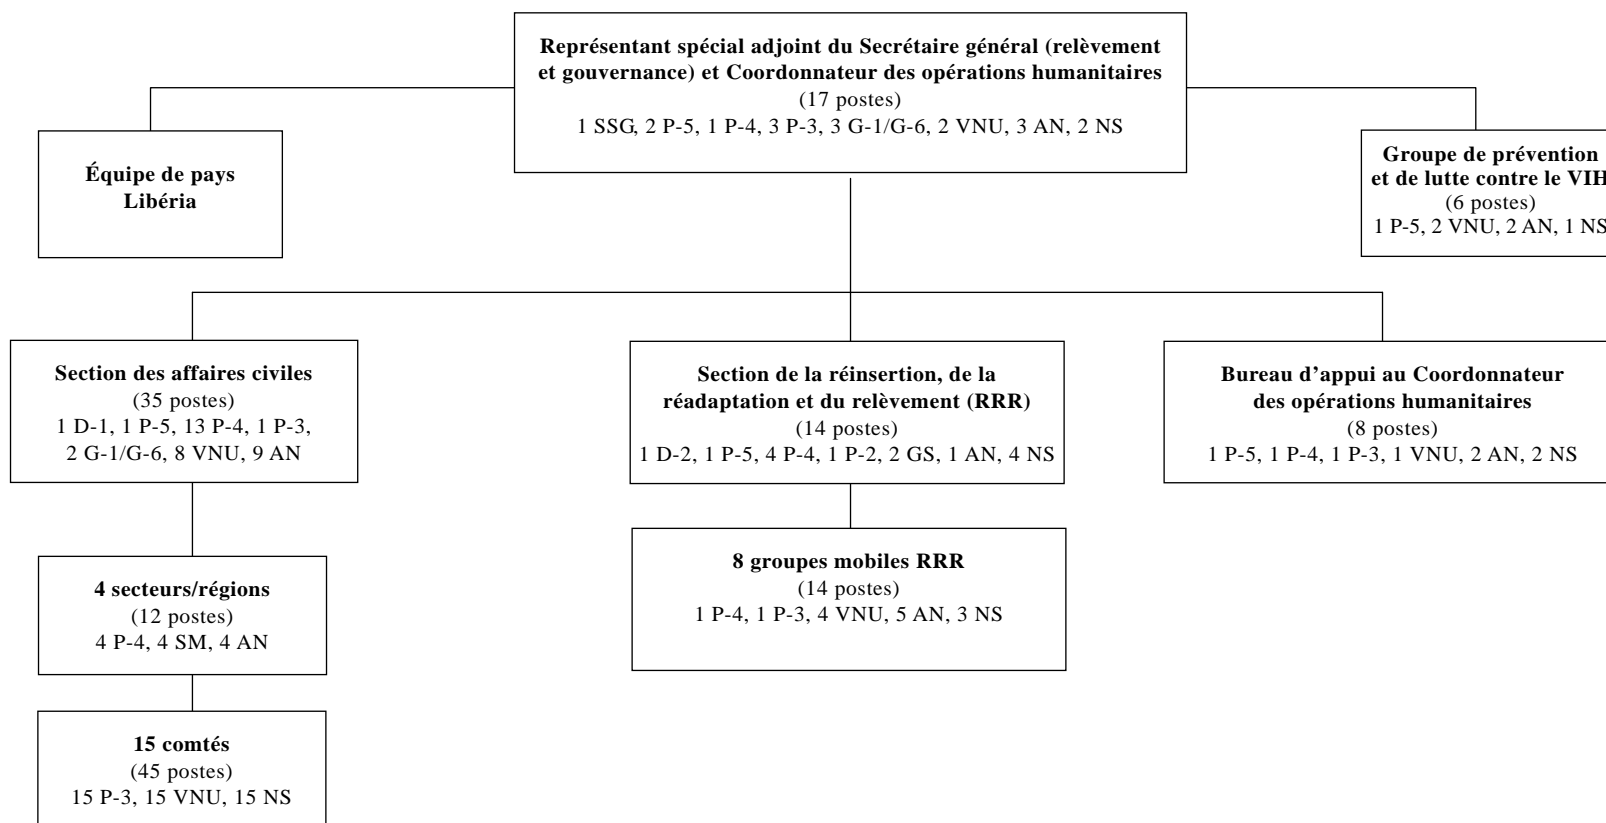 Représentant spécial adjoint du Secrétaire général (relèvement
et gouvernance) et Coordonnateur des opérations humanitaires
(17 postes)
1 SSG, 2 P-5, 1 P-4, 3 P-3, 3 G-1/G-6, 2 VNU, 3 AN, 2 NS
Équipe de pays
Libéria
Groupe de prévention
et de lutte contre le VIH
(6 postes)
1 P-5, 2 VNU, 2 AN, 1 NS
Section des affaires civiles
(35 postes)
1 D-1, 1 P-5, 13 P-4, 1 P-3,
2 G-1/G-6, 8 VNU, 9 AN
Section de la réinsertion, de la
réadaptation et du relèvement (RRR)
(14 postes)
1 D-2, 1 P-5, 4 P-4, 1 P-2, 2 GS, 1 AN, 4 NS
Bureau d’appui au Coordonnateur
des opérations humanitaires
(8 postes)
1 P-5, 1 P-4, 1 P-3, 1 VNU, 2 AN, 2 NS
4 secteurs/régions
(12 postes)
4 P-4, 4 SM, 4 AN
8 groupes mobiles RRR
(14 postes)
1 P-4, 1 P-3, 4 VNU, 5 AN, 3 NS
15 comtés
(45 postes)
15 P-3, 15 VNU, 15 NS